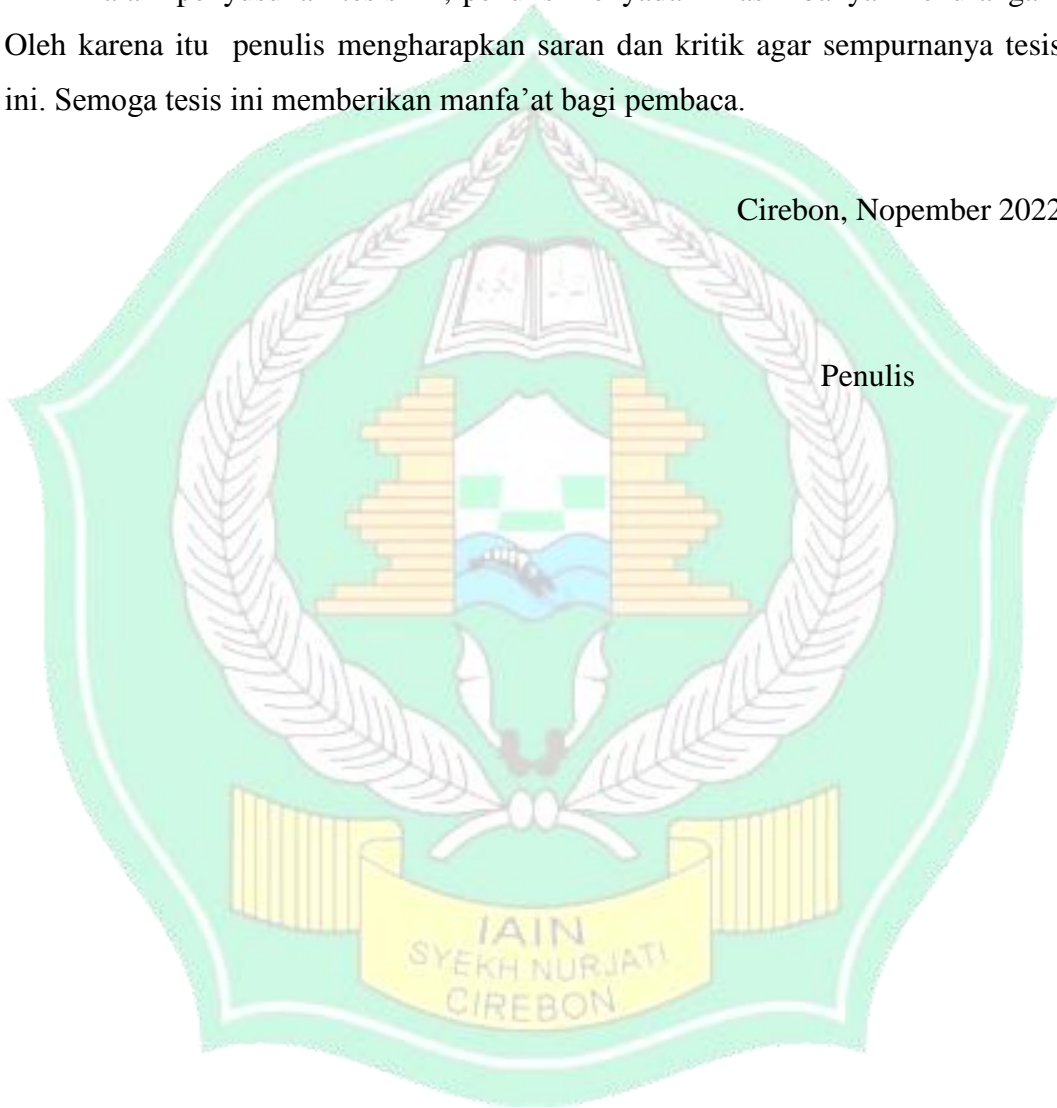 Oleh karena itu penulis mengharapkan saran dan kritik agar sempurnanya tesis
ini. Semoga tesis ini memberikan manfa’at bagi pembaca.
Cirebon, Nopember 2022
Penulis
IAIN
SYEKH NURJATI
CIREBON